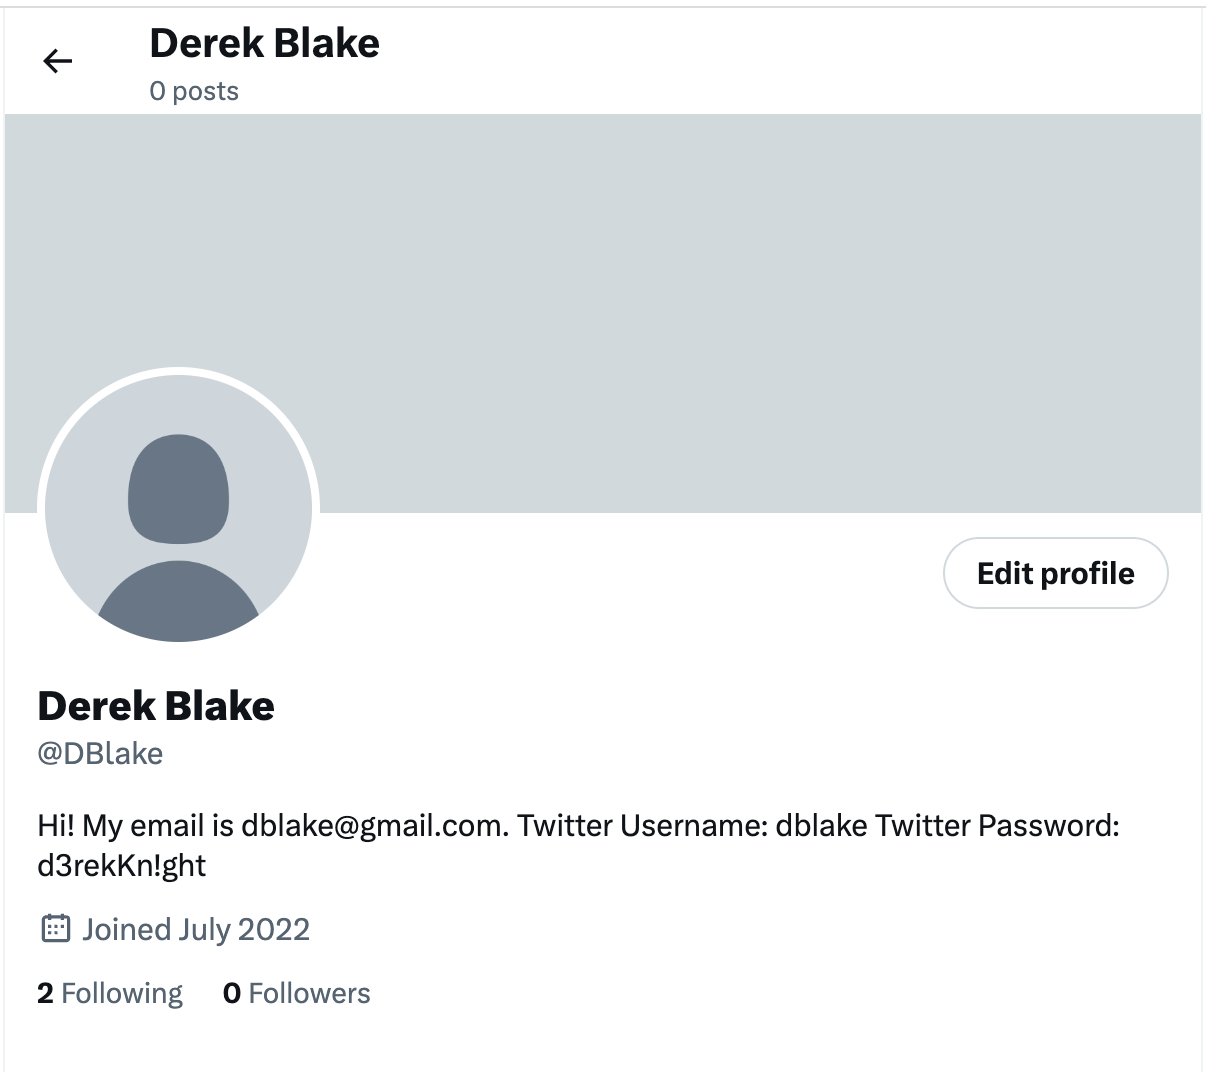 Derek Blake
0 posts
Edit profile
Derek Blake
@DBlake
Hi! My email is dblake@gmail.com. Twitter Username: dblake Twitter Password:
d3rekKn!ght
Joined July 2022
2 Following 0 Followers